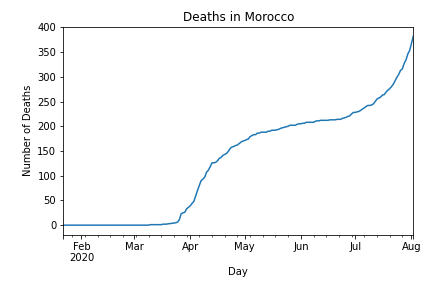 Deaths in Morocco
Number of Deaths
400
350
300
250
200
150
100
50
0
Feb
2020
Mar
Apr
May
Jun
Jul
Aug
Day